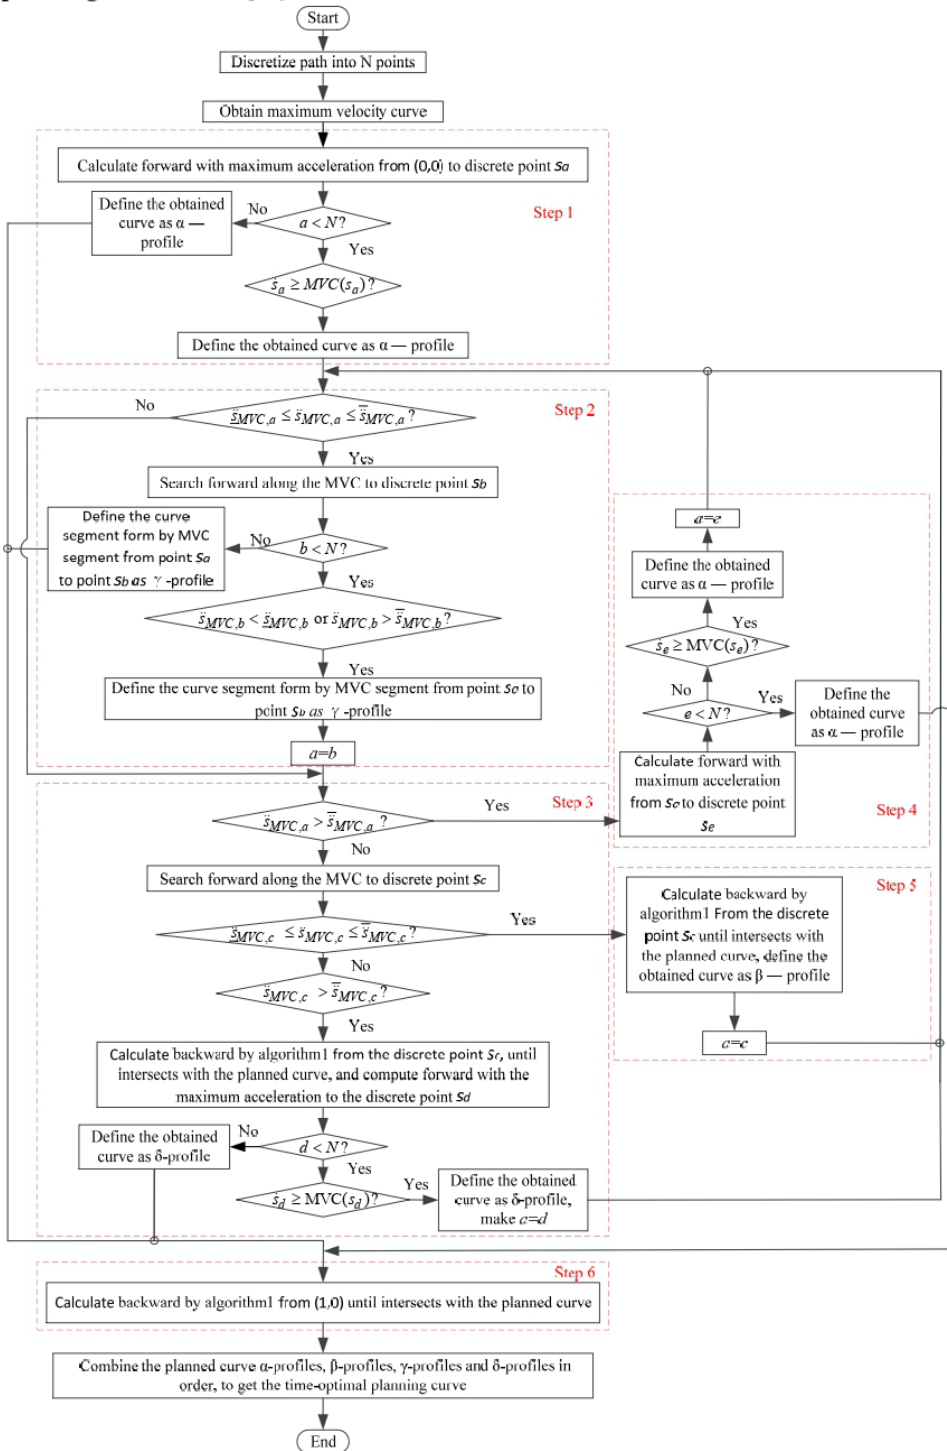 Start
Discretize path into N points
Obtain maximum velocity curve
Calculate forward with maximum acceleration from (0,0) to discrete point Sa
Define the obtained
curve as α —
profile
No
a < N?
Step 1
Yes
ṡa ≥ MVC(sa)?
Define the obtained curve as α — profile
No
s̲̈MVC,a ≤ s̈MVC,a ≤ s̈̅MVC,a?
Step 2
Yes
Search forward along the MVC to discrete point Sb
Define the curve
segment form by MVC
segment from point Sa
to point Sb as γ -profile
No
b < N?
Yes
s̈MVC,b < s̈MVC,b or s̈MVC,b > s̈̅MVC,b?
Yes
Define the curve segment form by MVC segment from point Sa to
point Sb as γ -profile
a=b
a=e
Define the obtained
curve as α — profile
Yes
ṡe ≥ MVC(se)?
No
e < N?
Yes
Define the
obtained curve
as α — profile
Calculate forward with
maximum acceleration
from Sa to discrete point
Se
Step 4
Step 3
s̈MVC,a > s̈̅MVC,a?
Yes
No
Search forward along the MVC to discrete point Sc
s̲̈MVC,c ≤ s̈MVC,c ≤ s̈̅MVC,c?
Yes
Step 5
Calculate backward by
algorithm1 From the discrete
point Sc until intersects with
the planned curve, define the
obtained curve as β — profile
a=c
No
s̈MVC,c > s̈̅MVC,c?
Yes
Calculate backward by algorithm1 from the discrete point Sc, until
intersects with the planned curve, and compute forward with the
maximum acceleration to the discrete point Sd
Define the obtained
curve as δ-profile
No
d < N?
Yes
ṡd ≥ MVC(sd)?
Yes
Define the obtained
curve as δ-profile,
make a=d
Step 6
Calculate backward by algorithm1 from (1,0) until intersects with the planned curve
Combine the planned curve α-profiles, β-profiles, γ-profiles and δ-profiles in
order, to get the time-optimal planning curve
End